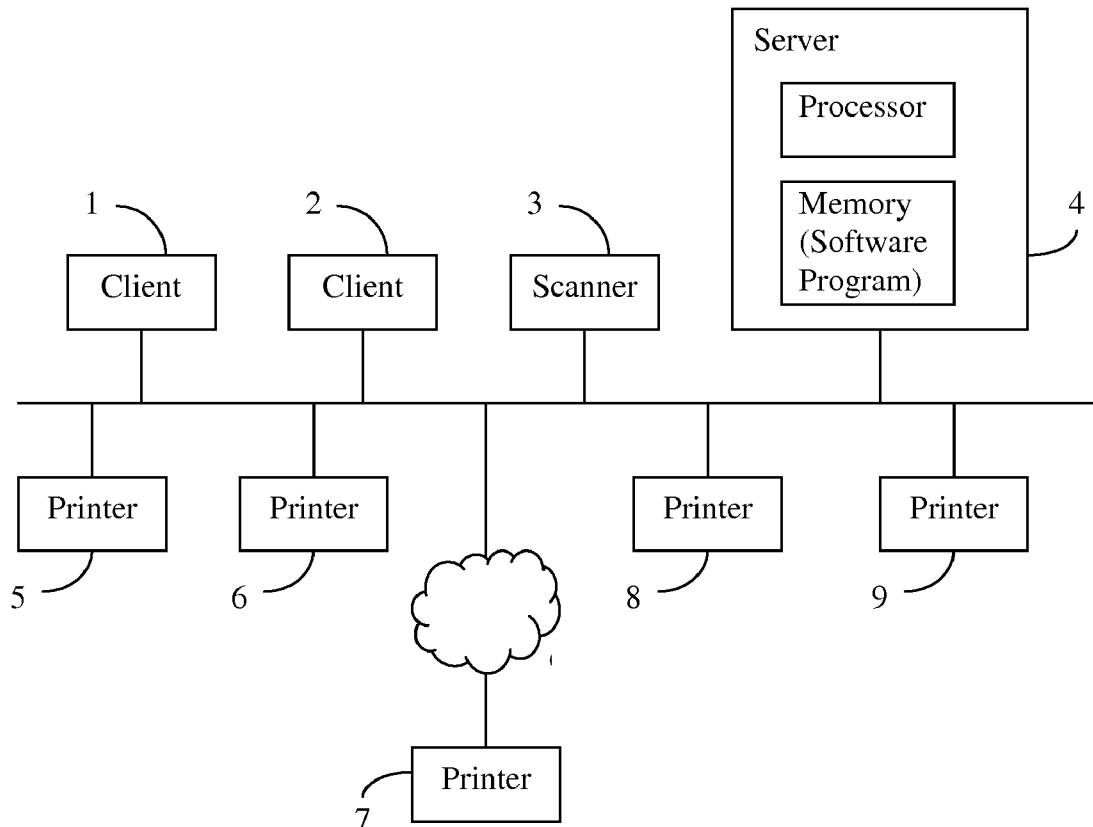 Server
Processor
Memory
(Software
Program)
1
2
3
4
Client
Client
Scanner
Printer
Printer
Printer
Printer
5
6
8
9
Printer
7